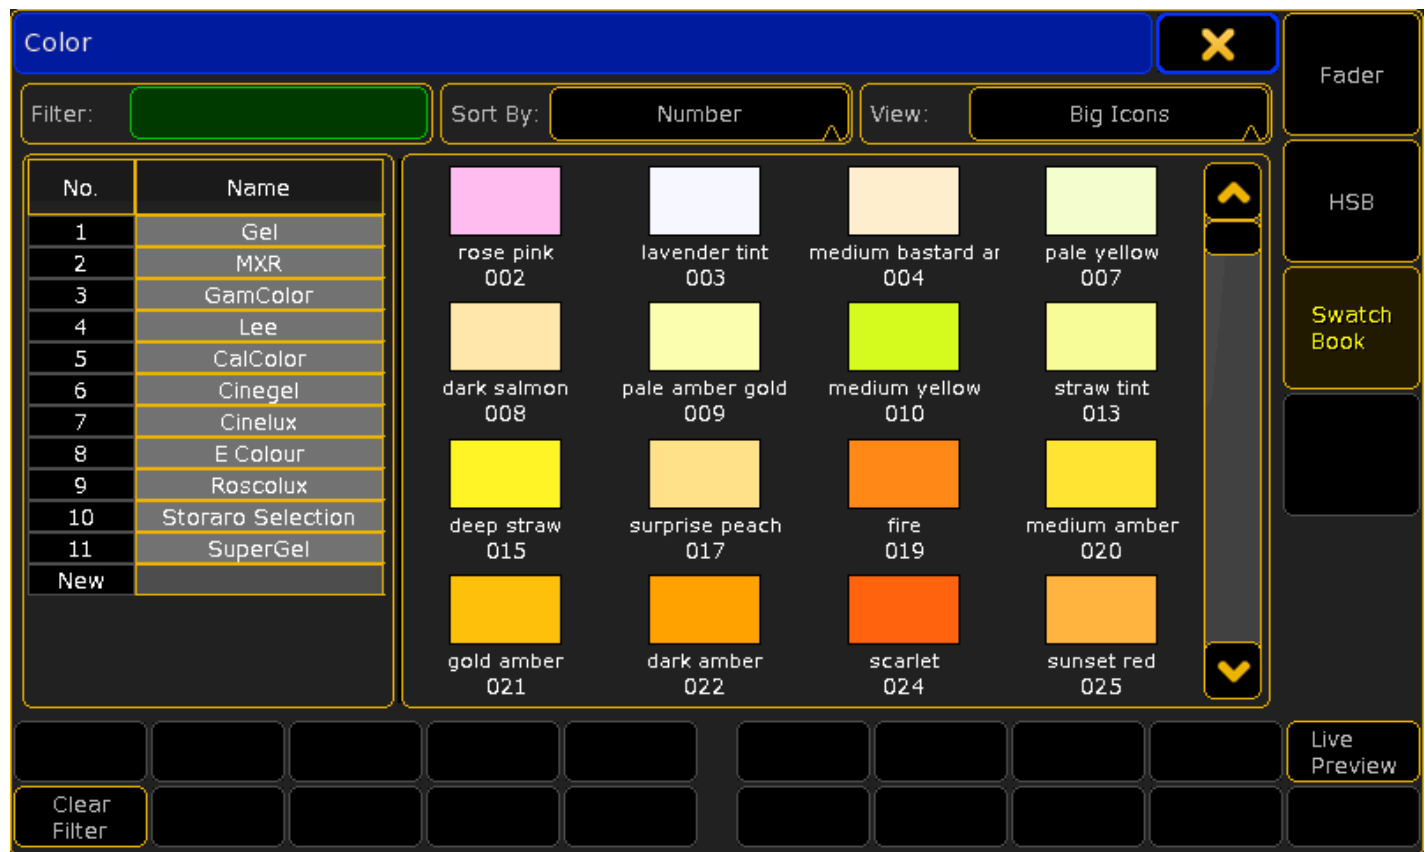 Color
Fader
Filter:
Sort By: Number
View: Big Icons
HSB
Swatch
Book
No. Name
1 Gel
2 MXR
3 GamColor
4 Lee
5 CalColor
6 Cinegel
7 Cinelux
8 E Colour
9 Roscolux
10 Storaro Selection
11 SuperGel
New
rose pink lavender tint medium bastard ar pale yellow
002 003 004 007
dark salmon pale amber gold medium yellow straw tint
008 009 010 013
deep straw surprise peach fire medium amber
015 017 019 020
gold amber dark amber scarlet sunset red
021 022 024 025
Live
Preview
Clear
Filter